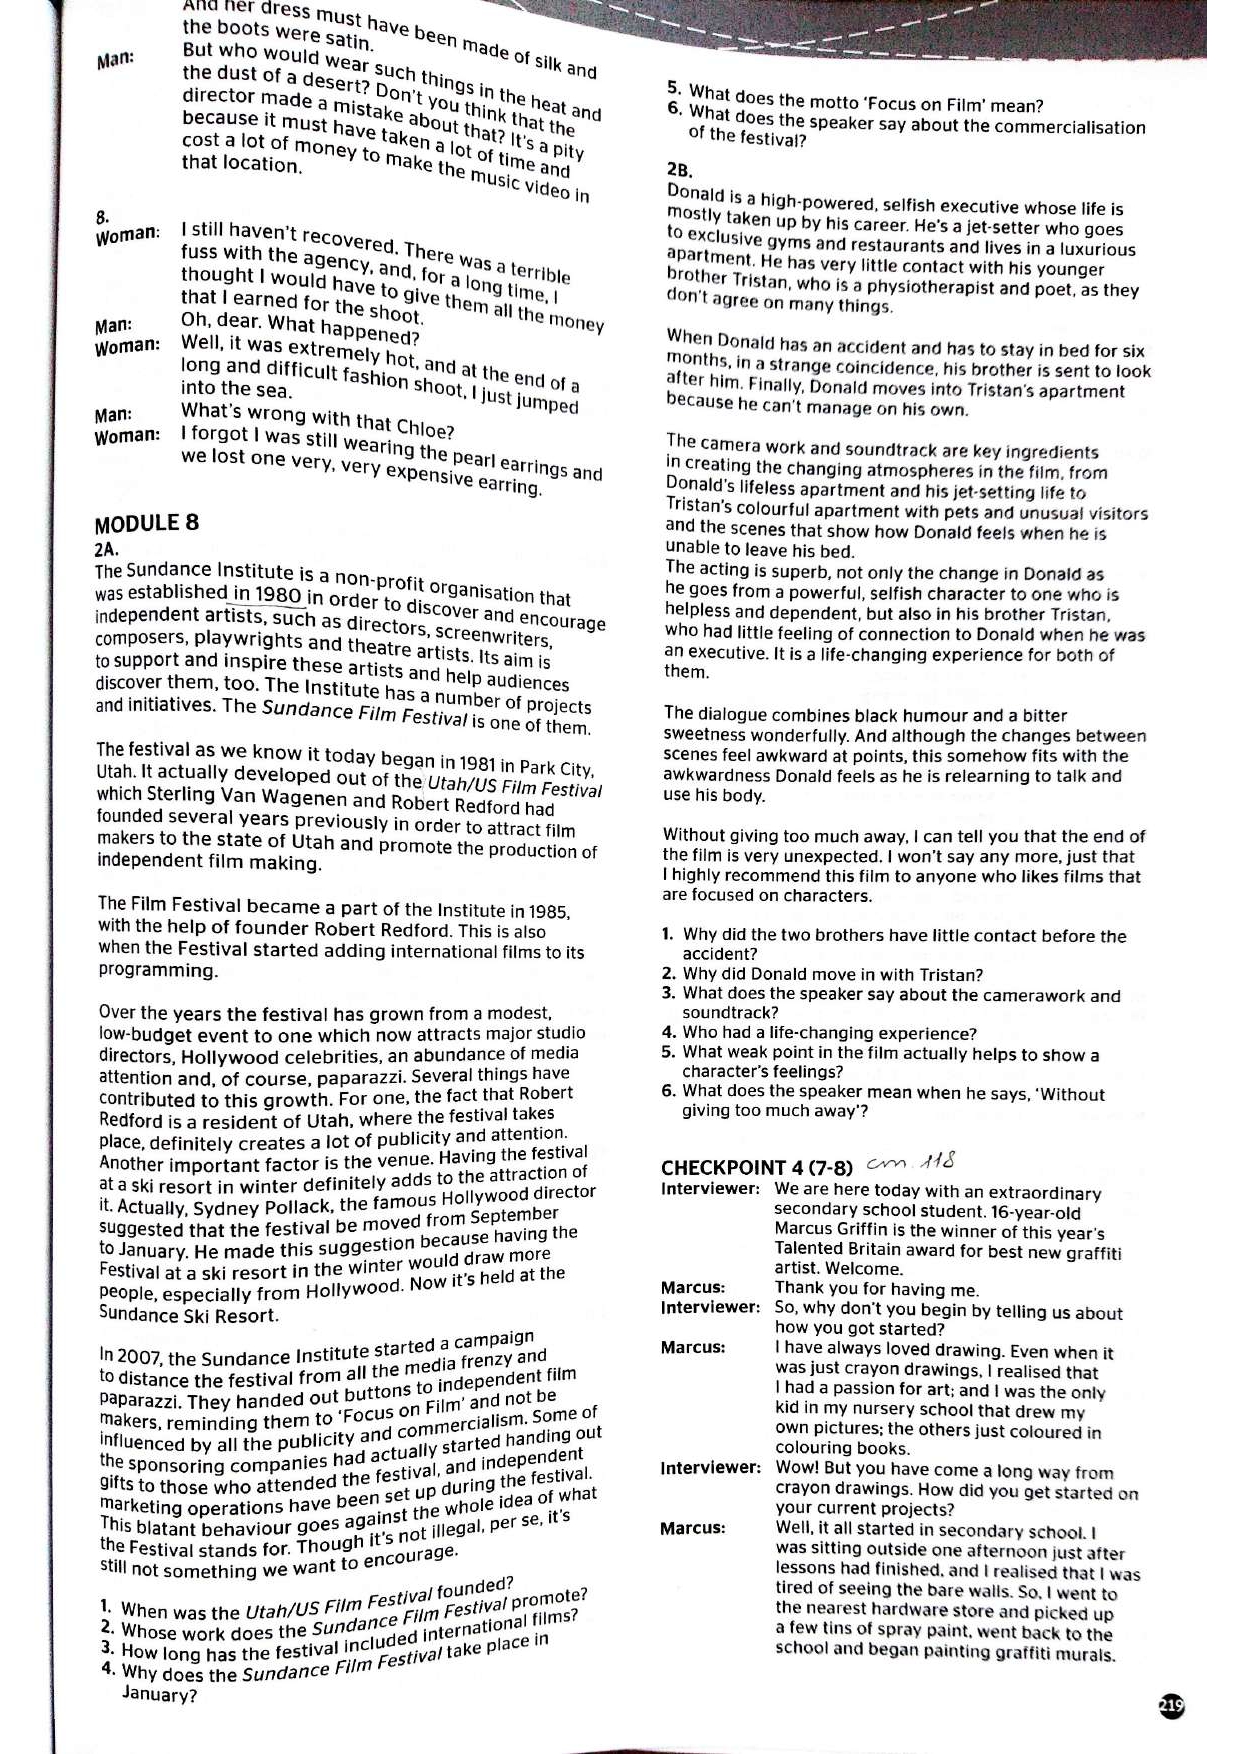 And her dress must have been made of silk and
the boots were satin.
Man: But who would wear such things in the heat and
the dust of a desert? Don't you think that the
director made a mistake about that? It's a pity
because it must have taken a lot of time and
cost a lot of money to make the music video in
that location.
8.
Woman: I still haven't recovered. There was a terrible
fuss with the agency, and, for a long time, I
thought I would have to give them all the money
that I earned for the shoot.
Man: Oh, dear. What happened?
Woman: Well, it was extremely hot, and at the end of a
long and difficult fashion shoot, I just jumped
into the sea.
Man: What's wrong with that Chloe?
Woman: I forgot I was still wearing the pearl earrings and
we lost one very, very expensive earring.
MODULE 8
2A.
The Sundance Institute is a non-profit organisation that
was established in 1980 in order to discover and encourage
independent artists, such as directors, screenwriters,
composers, playwrights and theatre artists. Its aim is
to support and inspire these artists and help audiences
discover them, too. The Institute has a number of projects
and initiatives. The Sundance Film Festival is one of them.
The festival as we know it today began in 1981 in Park City,
Utah. It actually developed out of the Utah/US Film Festival
which Sterling Van Wagenen and Robert Redford had
founded several years previously in order to attract film
makers to the state of Utah and promote the production of
independent film making.
The Film Festival became a part of the Institute in 1985,
with the help of founder Robert Redford. This is also
when the Festival started adding international films to its
programming.
Over the years the festival has grown from a modest,
low-budget event to one which now attracts major studio
directors, Hollywood celebrities, an abundance of media
attention and, of course, paparazzi. Several things have
contributed to this growth. For one, the fact that Robert
Redford is a resident of Utah, where the festival takes
place, definitely creates a lot of publicity and attention.
Another important factor is the venue. Having the festival
at a ski resort in winter definitely adds to the attraction of
it. Actually, Sydney Pollack, the famous Hollywood director
suggested that the festival be moved from September
to January. He made this suggestion because having the
Festival at a ski resort in the winter would draw more
people, especially from Hollywood. Now it's held at the
Sundance Ski Resort.
In 2007, the Sundance Institute started a campaign
to distance the festival from all the media frenzy and
paparazzi. They handed out buttons to independent film
makers, reminding them to 'Focus on Film' and not be
influenced by all the publicity and commercialism. Some of
the sponsoring companies had actually started handing out
gifts to those who attended the festival, and independent
marketing operations have been set up during the festival.
This blatant behaviour goes against the whole idea of what
the Festival stands for. Though it's not illegal, per se, it's
still not something we want to encourage.
1. When was the Utah/US Film Festival founded?
2. Whose work does the Sundance Film Festival promote?
3. How long has the festival included international films?
4. Why does the Sundance Film Festival take place in
January?
5. What does the motto 'Focus on Film' mean?
6. What does the speaker say about the commercialisation
of the festival?
2B.
Donald is a high-powered, selfish executive whose life is
mostly taken up by his career. He's a jet-setter who goes
to exclusive gyms and restaurants and lives in a luxurious
apartment. He has very little contact with his younger
brother Tristan, who is a physiotherapist and poet, as they
don't agree on many things.
When Donald has an accident and has to stay in bed for six
months, in a strange coincidence, his brother is sent to look
after him. Finally, Donald moves into Tristan's apartment
because he can't manage on his own.
The camera work and soundtrack are key ingredients
in creating the changing atmospheres in the film, from
Donald's lifeless apartment and his jet-setting life to
Tristan's colourful apartment with pets and unusual visitors
and the scenes that show how Donald feels when he is
unable to leave his bed.
The acting is superb, not only the change in Donald as
he goes from a powerful, selfish character to one who is
helpless and dependent, but also in his brother Tristan,
who had little feeling of connection to Donald when he was
an executive. It is a life-changing experience for both of
them.
The dialogue combines black humour and a bitter
sweetness wonderfully. And although the changes between
scenes feel awkward at points, this somehow fits with the
awkwardness Donald feels as he is relearning to talk and
use his body.
Without giving too much away, I can tell you that the end of
the film is very unexpected. I won't say any more, just that
I highly recommend this film to anyone who likes films that
are focused on characters.
1. Why did the two brothers have little contact before the
accident?
2. Why did Donald move in with Tristan?
3. What does the speaker say about the camerawork and
soundtrack?
4. Who had a life-changing experience?
5. What weak point in the film actually helps to show a
character's feelings?
6. What does the speaker mean when he says, 'Without
giving too much away'?
CHECKPOINT 4 (7-8) cm. 118
Interviewer: We are here today with an extraordinary
secondary school student. 16-year-old
Marcus Griffin is the winner of this year's
Talented Britain award for best new graffiti
artist. Welcome.
Marcus: Thank you for having me.
Interviewer: So, why don't you begin by telling us about
how you got started?
Marcus: I have always loved drawing. Even when it
was just crayon drawings, I realised that
I had a passion for art; and I was the only
kid in my nursery school that drew my
own pictures; the others just coloured in
colouring books.
Interviewer: Wow! But you have come a long way from
crayon drawings. How did you get started on
your current projects?
Marcus: Well, it all started in secondary school. I
was sitting outside one afternoon just after
lessons had finished, and I realised that I was
tired of seeing the bare walls. So, I went to
the nearest hardware store and picked up
a few tins of spray paint, went back to the
school and began painting graffiti murals.
219